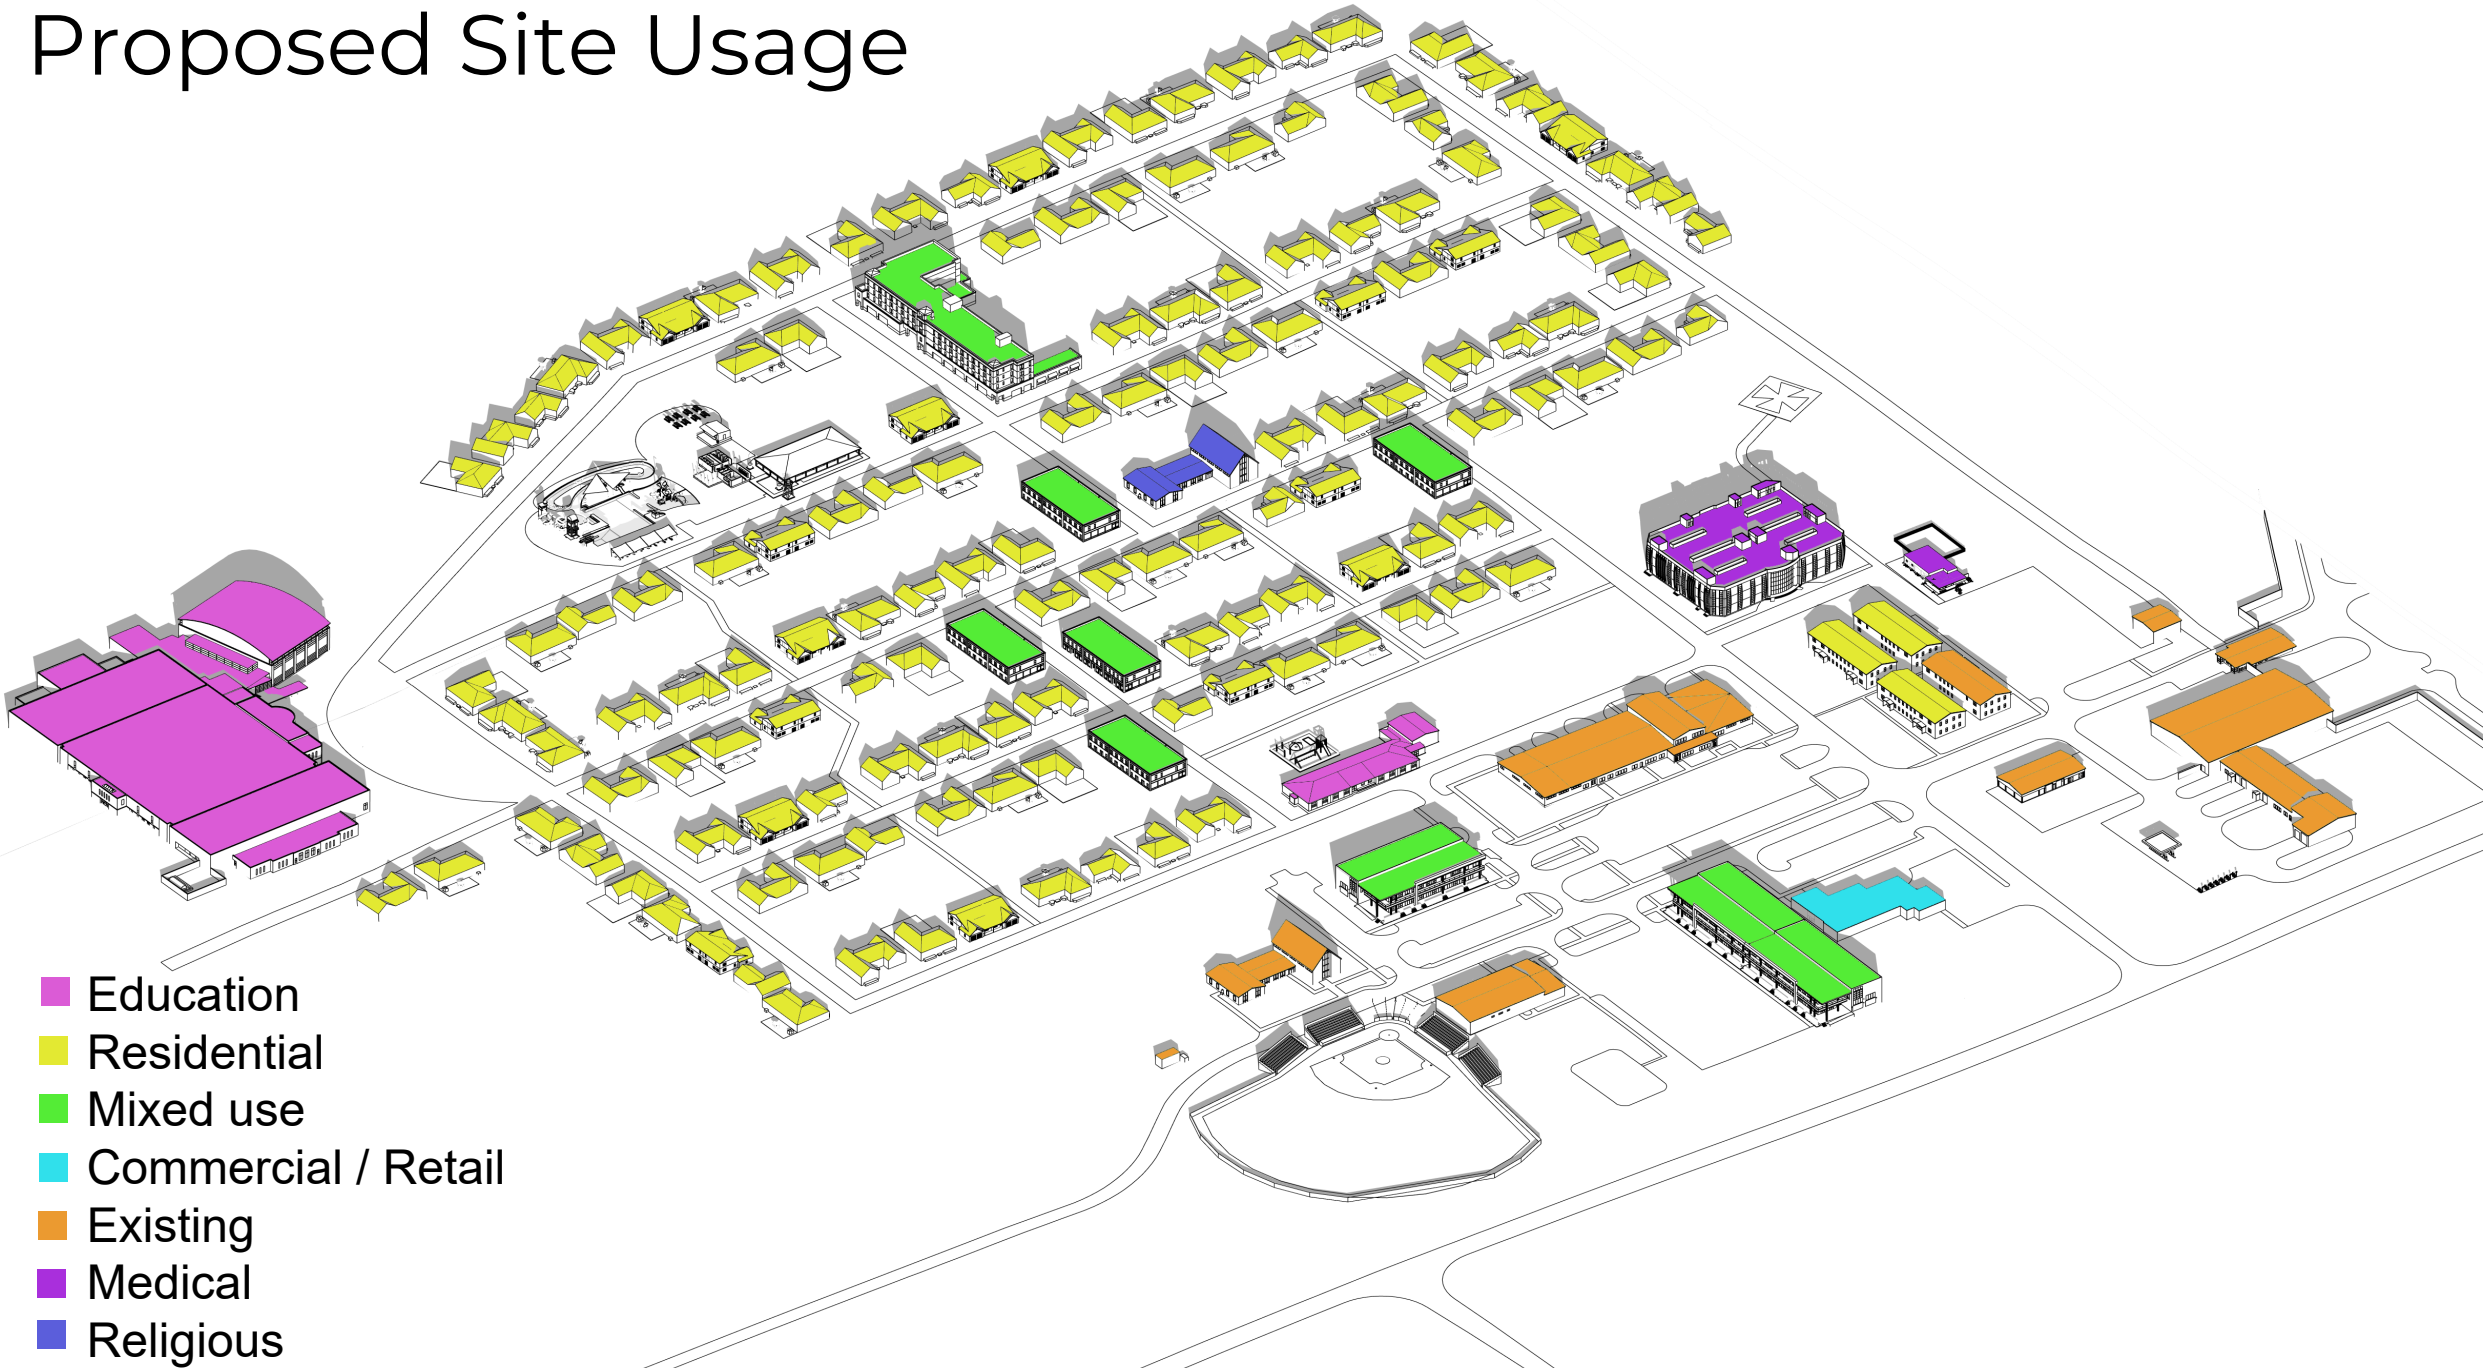 Proposed Site Usage
Education
Residential
Mixed use
Commercial / Retail
Existing
Medical
Religious